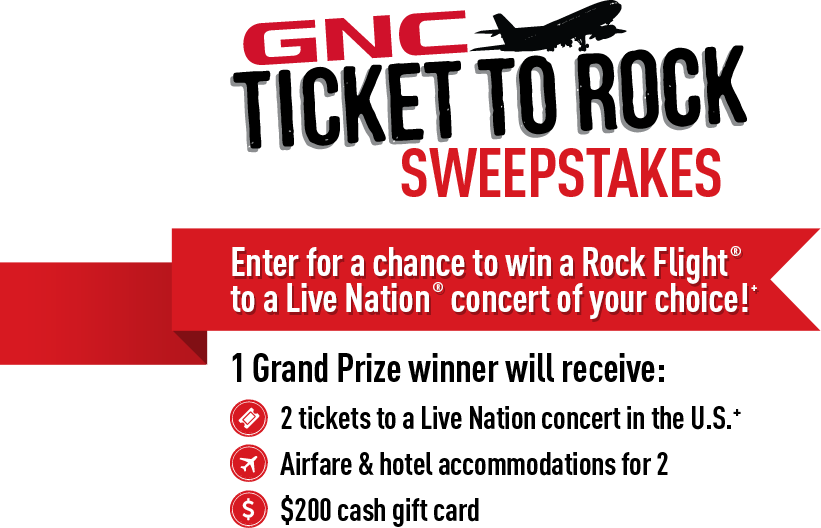 GNC
TICKET TO ROCK
SWEEPSTAKES
Enter for a chance to win a Rock Flight®
to a Live Nation® concert of your choice!+
1 Grand Prize winner will receive:
2 tickets to a Live Nation concert in the U.S.+
Airfare & hotel accommodations for 2
$ $200 cash gift card